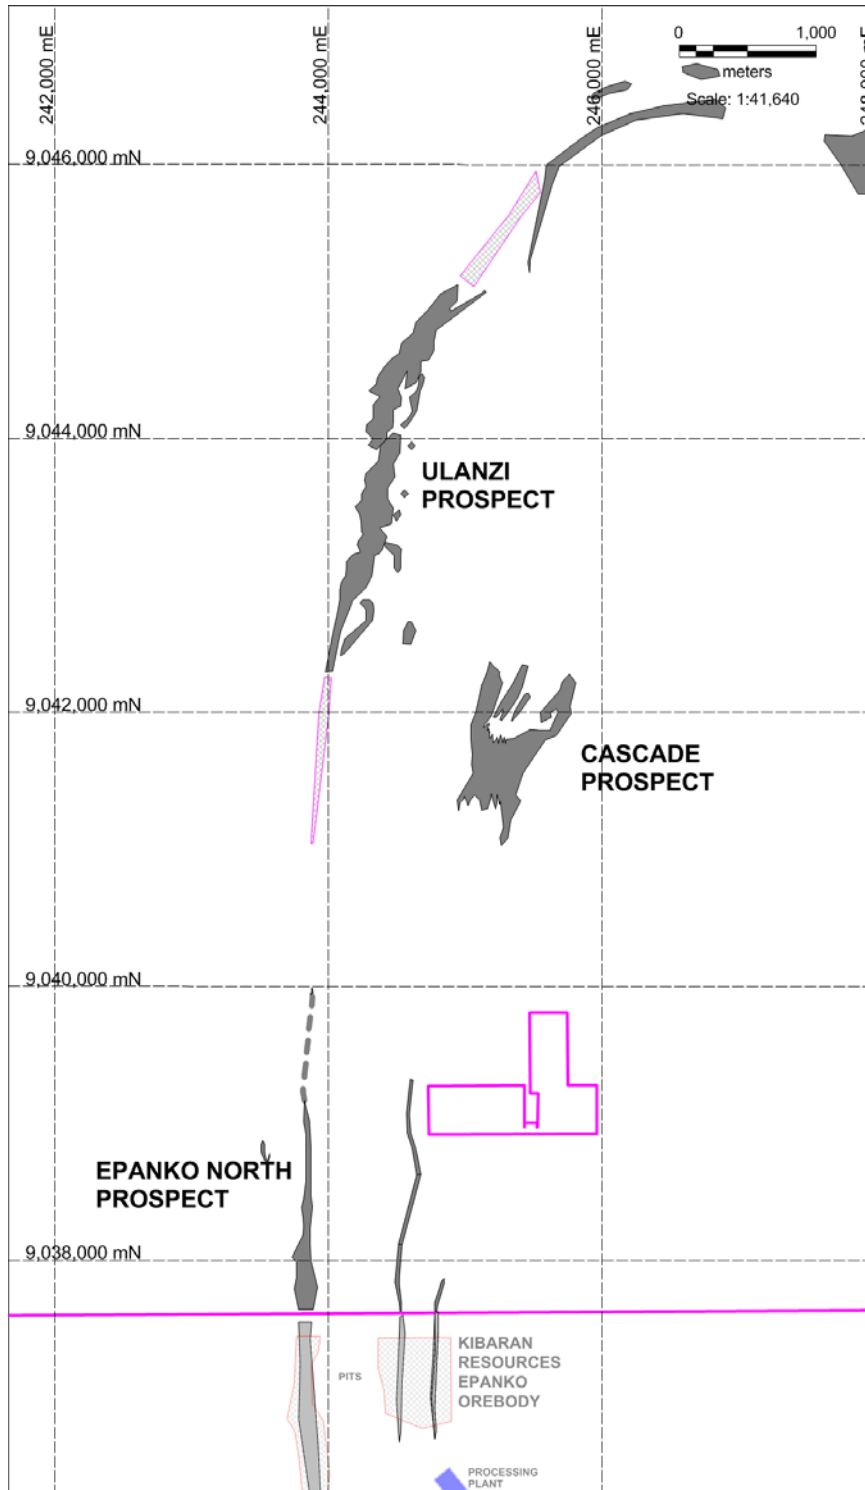 242,000 mE
244,000 mE
246,000 mE
0 1,000
meters
Scale: 1:41,640
9,046,000 mN
9,044,000 mN
ULANZI
PROSPECT
9,042,000 mN
CASCADE
PROSPECT
9,040,000 mN
EPANKO NORTH
PROSPECT
9,038,000 mN
KIBARAN
RESOURCES
EPANKO
OREBODY
PITS
PROCESSING
PLANT